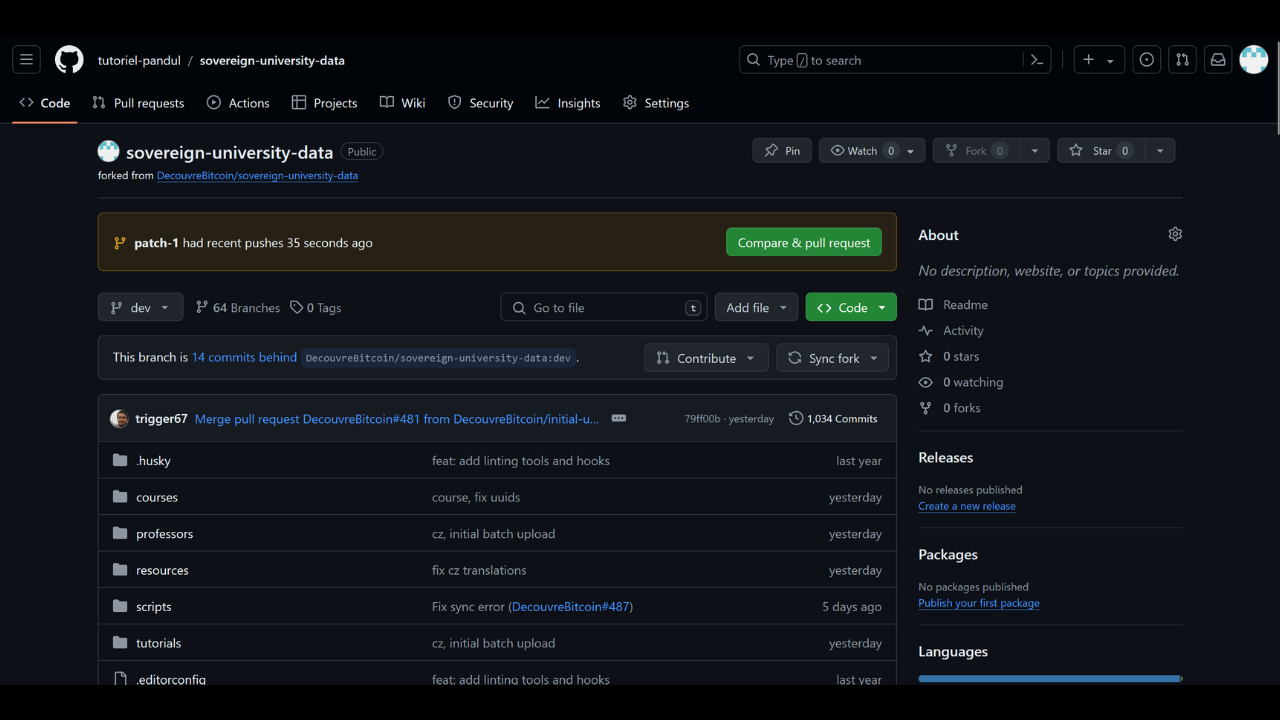 tutoriel-pandul / sovereign-university-data
Type / to search
Code Pull requests Actions Projects Wiki Security Insights Settings
sovereign-university-data Public
Pin Watch 0 Fork 0 Star 0
forked from DecouvreBitcoin/sovereign-university-data
patch-1 had recent pushes 35 seconds ago Compare & pull request
dev 64 Branches 0 Tags Go to file t Add file Code
This branch is 14 commits behind DecouvreBitcoin/sovereign-university-data:dev . Contribute Sync fork
trigger67 Merge pull request DecouvreBitcoin#481 from DecouvreBitcoin/initial-u... 79ff00b · yesterday 1,034 Commits
.husky feat: add linting tools and hooks last year
courses course, fix uuids yesterday
professors cz, initial batch upload yesterday
resources fix cz translations yesterday
scripts Fix sync error (DecouvreBitcoin#487) 5 days ago
tutorials cz, initial batch upload yesterday
.editorconfig feat: add linting tools and hooks last year
About
No description, website, or topics provided.
Readme
Activity
0 stars
0 watching
0 forks
Releases
No releases published
Create a new release
Packages
No packages published
Publish your first package
Languages